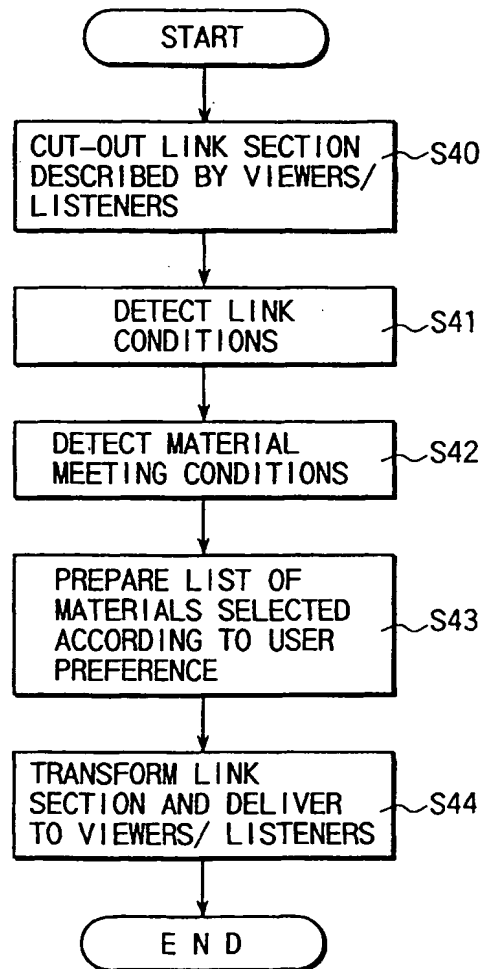 START
CUT-OUT LINK SECTION
DESCRIBED BY VIEWERS/
LISTENERS
S40
DETECT LINK
CONDITIONS
S41
DETECT MATERIAL
MEETING CONDITIONS
S42
PREPARE LIST OF
MATERIALS SELECTED
ACCORDING TO USER
PREFERENCE
S43
TRANSFORM LINK
SECTION AND DELIVER
TO VIEWERS/ LISTENERS
S44
END